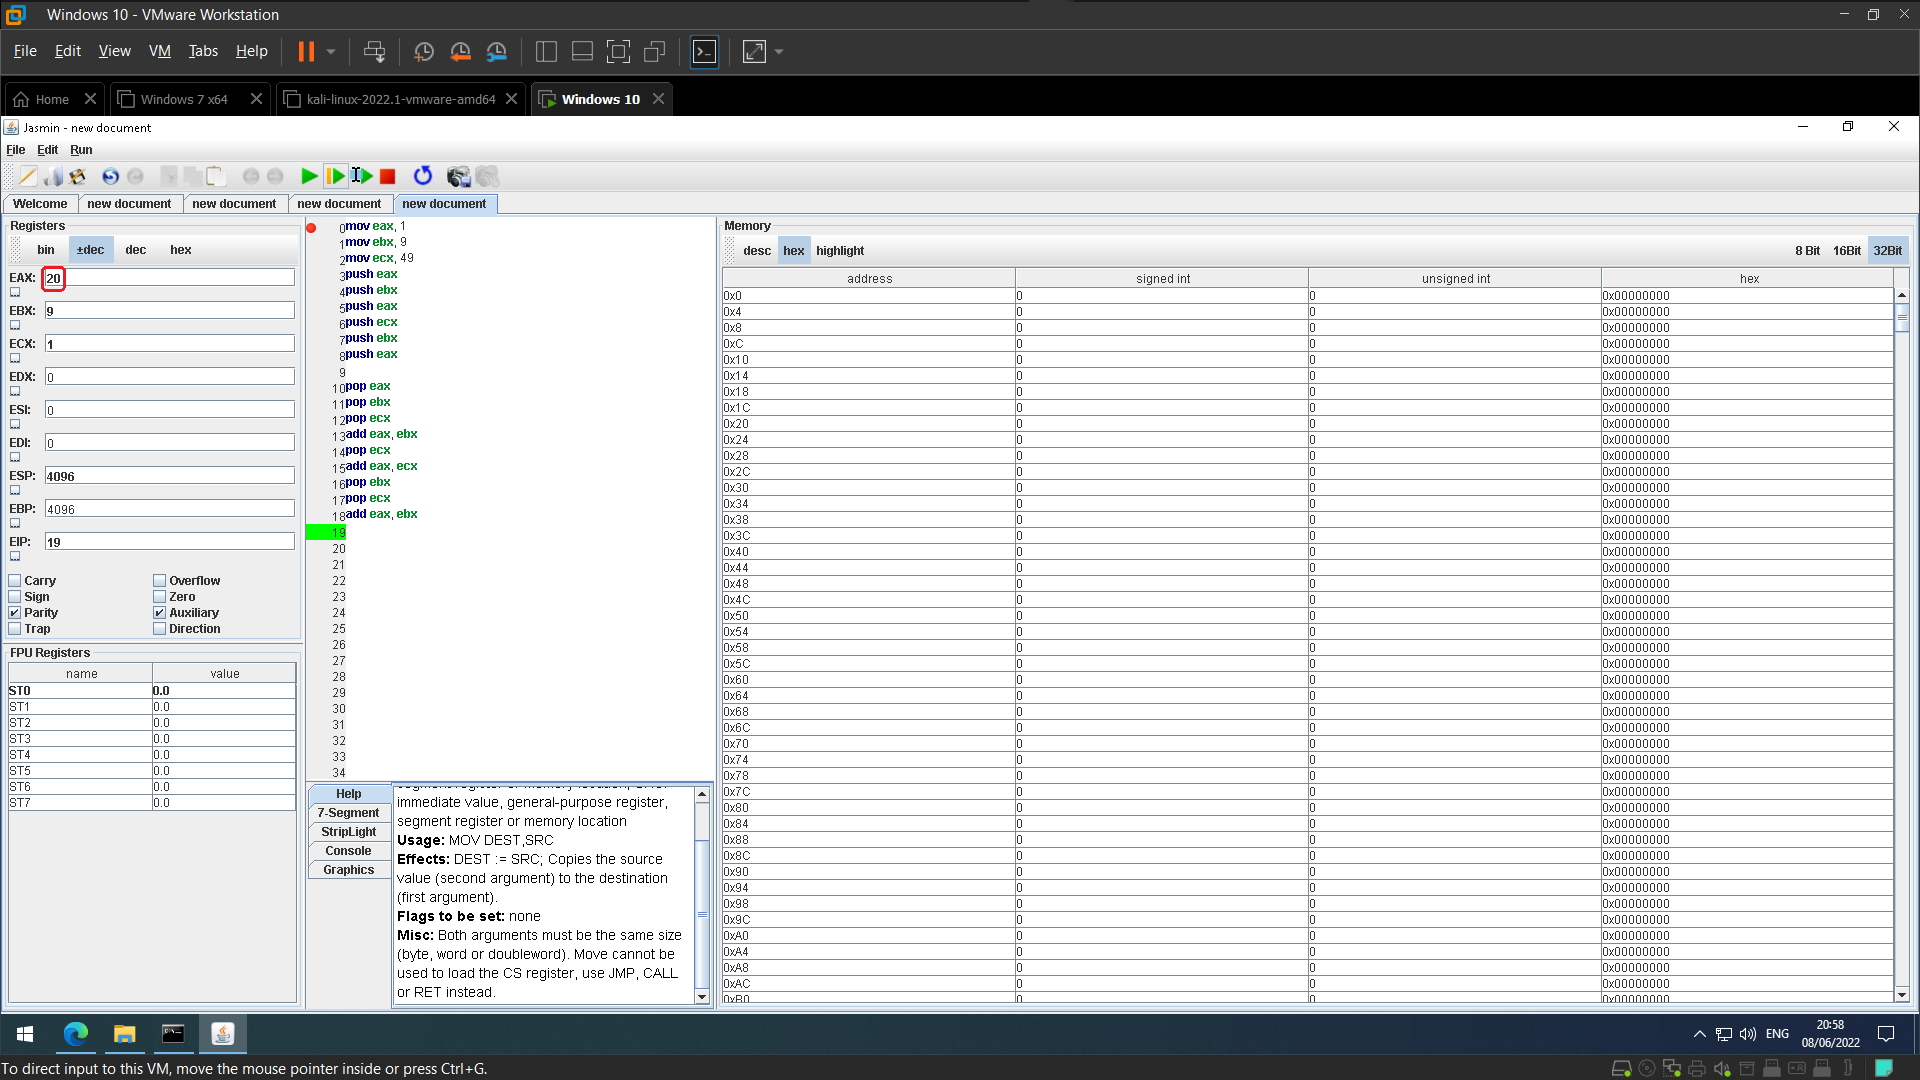 Windows 10 - VMware Workstation
File Edit View VM Tabs Help
Home Windows 7 x64 kali-linux-2022.1-vmware-amd64 Windows 10
Jasmin - new document
File Edit Run
Welcome new document new document new document new document
Registers
bin ±dec dec hex
EAX: 20
EBX: 9
ECX: 1
EDX: 0
ESI: 0
EDI: 0
ESP: 4096
EBP: 4096
EIP: 19
Carry Overflow
Sign Zero
Parity Auxiliary
Trap Direction
FPU Registers
name value
ST0 0.0
ST1 0.0
ST2 0.0
ST3 0.0
ST4 0.0
ST5 0.0
ST6 0.0
ST7 0.0
0 mov eax, 1
1 mov ebx, 9
2 mov ecx, 49
3 push eax
4 push ebx
5 push eax
6 push ecx
7 push ebx
8 push eax
9
10 pop eax
11 pop ebx
12 pop ecx
13 add eax, ebx
14 pop ecx
15 add eax, ecx
16 pop ebx
17 pop ecx
18 add eax, ebx
19
20
21
22
23
24
25
26
27
28
29
30
31
32
33
34
Help
7-Segment
StripLight
Console
Graphics
immediate value, general-purpose register,
segment register or memory location
Usage: MOV DEST,SRC
Effects: DEST := SRC; Copies the source
value (second argument) to the destination
(first argument).
Flags to be set: none
Misc: Both arguments must be the same size
(byte, word or doubleword). Move cannot be
used to load the CS register, use JMP, CALL
or RET instead.
Memory
desc hex highlight 8 Bit 16Bit 32Bit
address signed int unsigned int hex
0x0 0 0 0x00000000
0x4 0 0 0x00000000
0x8 0 0 0x00000000
0xC 0 0 0x00000000
0x10 0 0 0x00000000
0x14 0 0 0x00000000
0x18 0 0 0x00000000
0x1C 0 0 0x00000000
0x20 0 0 0x00000000
0x24 0 0 0x00000000
0x28 0 0 0x00000000
0x2C 0 0 0x00000000
0x30 0 0 0x00000000
0x34 0 0 0x00000000
0x38 0 0 0x00000000
0x3C 0 0 0x00000000
0x40 0 0 0x00000000
0x44 0 0 0x00000000
0x48 0 0 0x00000000
0x4C 0 0 0x00000000
0x50 0 0 0x00000000
0x54 0 0 0x00000000
0x58 0 0 0x00000000
0x5C 0 0 0x00000000
0x60 0 0 0x00000000
0x64 0 0 0x00000000
0x68 0 0 0x00000000
0x6C 0 0 0x00000000
0x70 0 0 0x00000000
0x74 0 0 0x00000000
0x78 0 0 0x00000000
0x7C 0 0 0x00000000
0x80 0 0 0x00000000
0x84 0 0 0x00000000
0x88 0 0 0x00000000
0x8C 0 0 0x00000000
0x90 0 0 0x00000000
0x94 0 0 0x00000000
0x98 0 0 0x00000000
0x9C 0 0 0x00000000
0xA0 0 0 0x00000000
0xA4 0 0 0x00000000
0xA8 0 0 0x00000000
0xAC 0 0 0x00000000
0xB0 0 0 0x00000000
ENG
20:58
08/06/2022
To direct input to this VM, move the mouse pointer inside or press Ctrl+G.